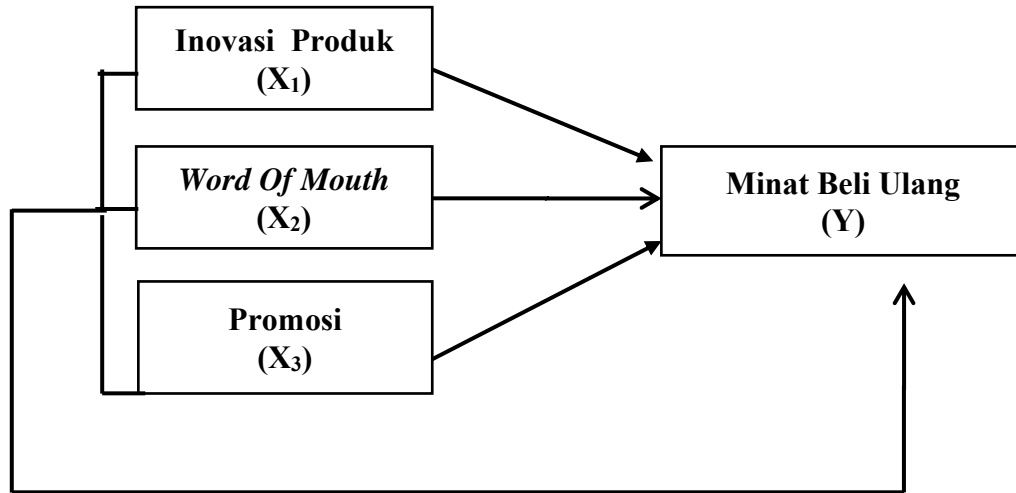 Inovasi Produk
(X₁)
Word Of Mouth
(X₂)
Promosi
(X₃)
Minat Beli Ulang
(Y)